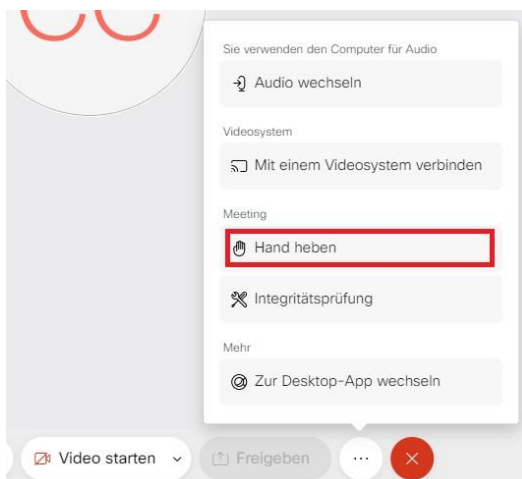 CC
Sie verwenden den Computer für Audio
Audio wechseln
Videosystem
Mit einem Videosystem verbinden
Meeting
Hand heben
Integritätsprüfung
Mehr
Zur Desktop-App wechseln
Video starten
Freigeben